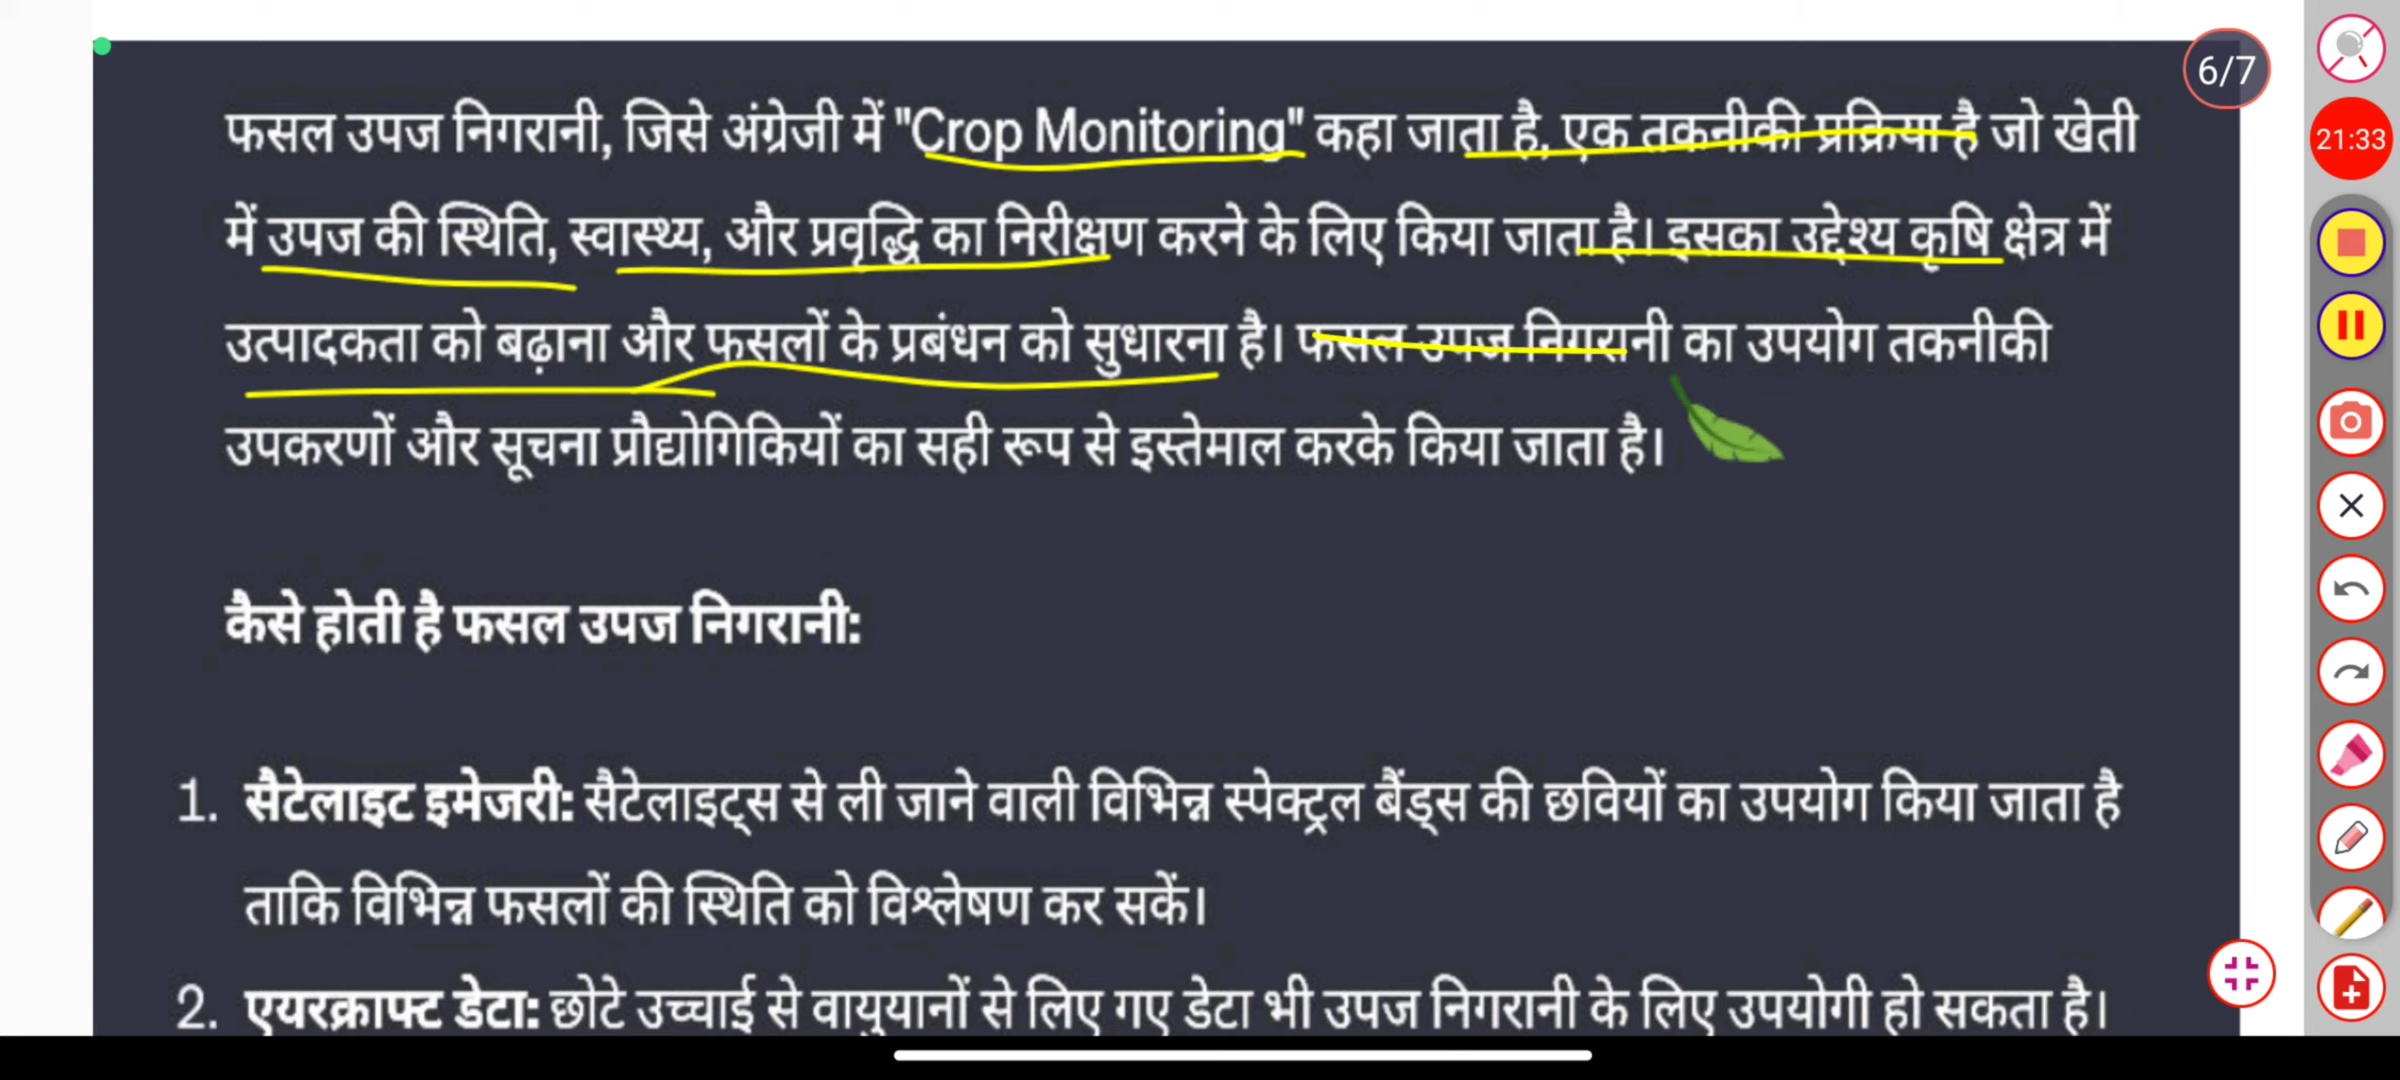 6/7
21:33
फसल उपज निगरानी, जिसे अंग्रेजी में "Crop Monitoring" कहा जाता है, एक तकनीकी प्रक्रिया है जो खेती
में उपज की स्थिति, स्वास्थ्य, और प्रवृद्धि का निरीक्षण करने के लिए किया जाता है। इसका उद्देश्य कृषि क्षेत्र में
उत्पादकता को बढ़ाना और फसलों के प्रबंधन को सुधारना है। फसल उपज निगरानी का उपयोग तकनीकी
उपकरणों और सूचना प्रौद्योगिकियों का सही रूप से इस्तेमाल करके किया जाता है।
कैसे होती है फसल उपज निगरानी:
1. सैटेलाइट इमेजरी: सैटेलाइट्स से ली जाने वाली विभिन्न स्पेक्ट्रल बैंड्स की छवियों का उपयोग किया जाता है
ताकि विभिन्न फसलों की स्थिति को विश्लेषण कर सकें।
2. एयरक्राफ्ट डेटा: छोटे उच्चाई से वायुयानों से लिए गए डेटा भी उपज निगरानी के लिए उपयोगी हो सकता है।